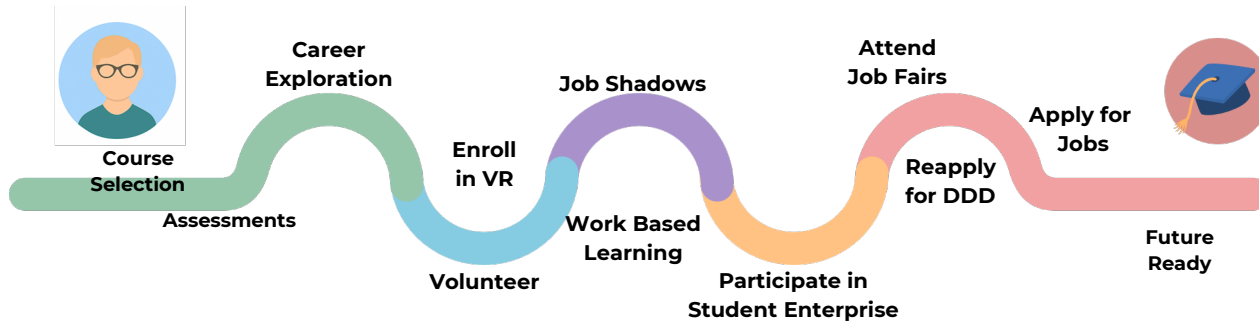 Course
Selection
Assessments
Career
Exploration
Enroll
in VR
Volunteer
Job Shadows
Work Based
Learning
Participate in
Student Enterprise
Attend
Job Fairs
Reapply
for DDD
Apply for
Jobs
Future
Ready